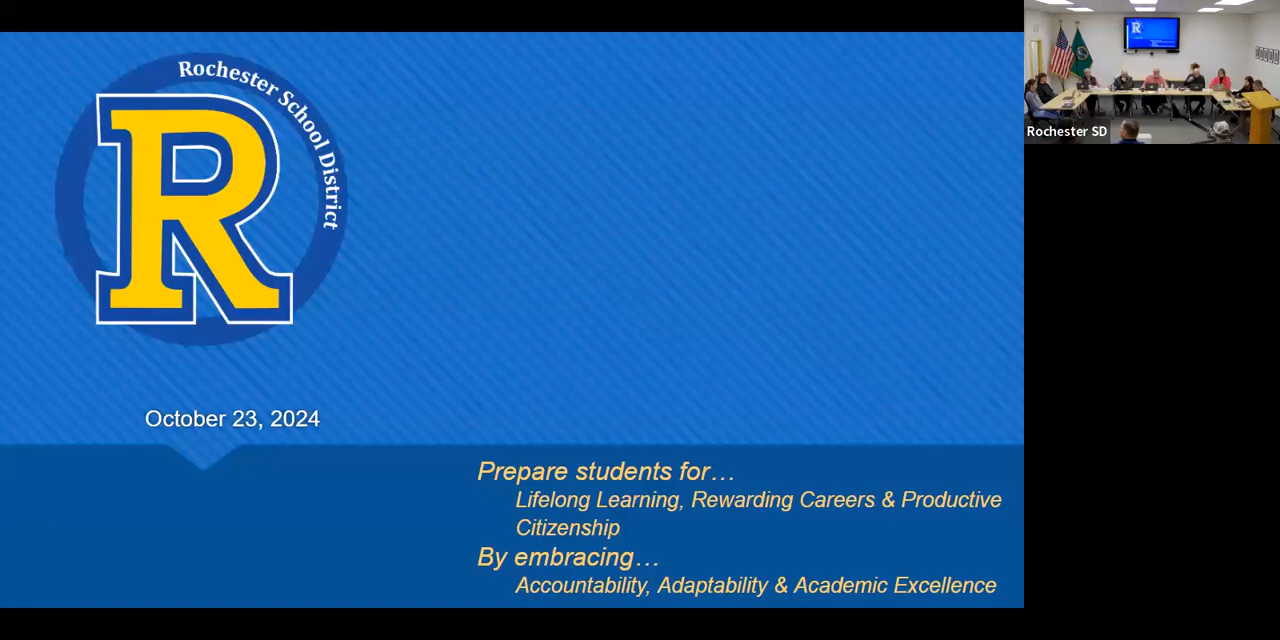 Rochester School District
R
October 23, 2024
Prepare students for…
Lifelong Learning, Rewarding Careers & Productive
Citizenship
By embracing…
Accountability, Adaptability & Academic Excellence
Rochester SD